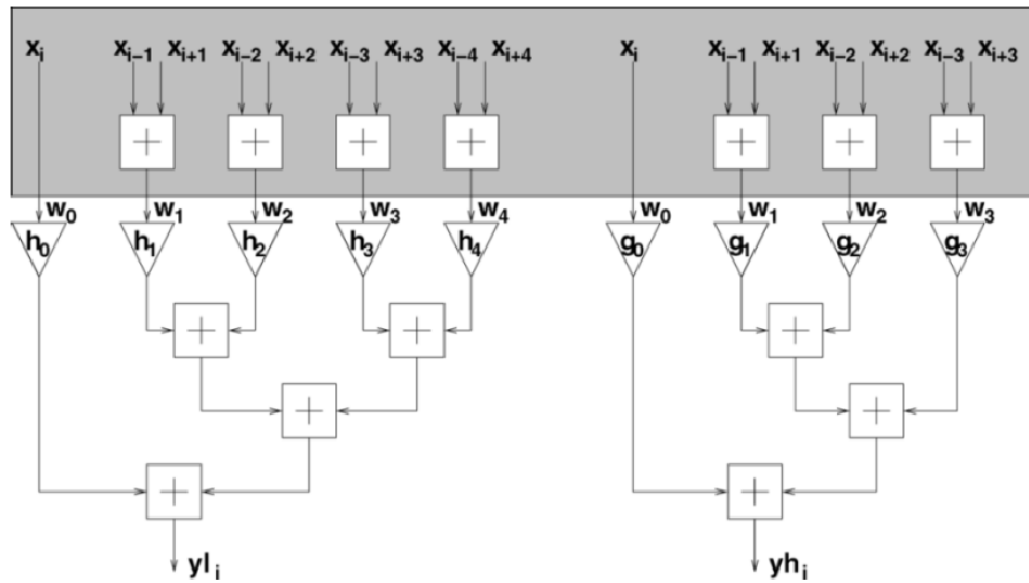 xᵢ xᵢ₋₁ xᵢ₊₁ xᵢ₋₂ xᵢ₊₂ xᵢ₋₃ xᵢ₊₃ xᵢ₋₄ xᵢ₊₄ xᵢ xᵢ₋₁ xᵢ₊₁ xᵢ₋₂ xᵢ₊₂ xᵢ₋₃ xᵢ₊₃
+ + + + + + +
w₀ w₁ w₂ w₃ w₄ w₀ w₁ w₂ w₃
h₀ h₁ h₂ h₃ h₄ g₀ g₁ g₂ g₃
+ + +
+ +
+ +
ylᵢ yhᵢ